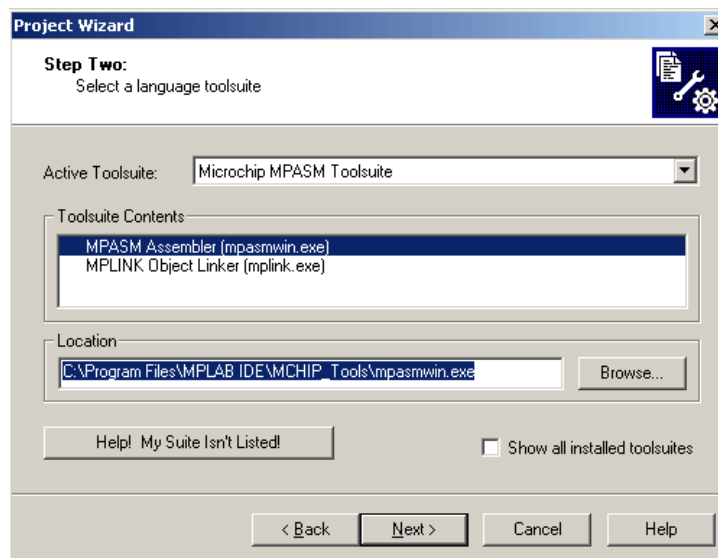 Project Wizard
Step Two:
Select a language toolsuite
Active Toolsuite: Microchip MPASM Toolsuite
Toolsuite Contents
MPASM Assembler (mpasmwin.exe)
MPLINK Object Linker (mplink.exe)
Location
C:\Program Files\MPLAB IDE\MCHIP_Tools\mpasmwin.exe Browse...
Help! My Suite Isn't Listed! Show all installed toolsuites
< Back Next > Cancel Help